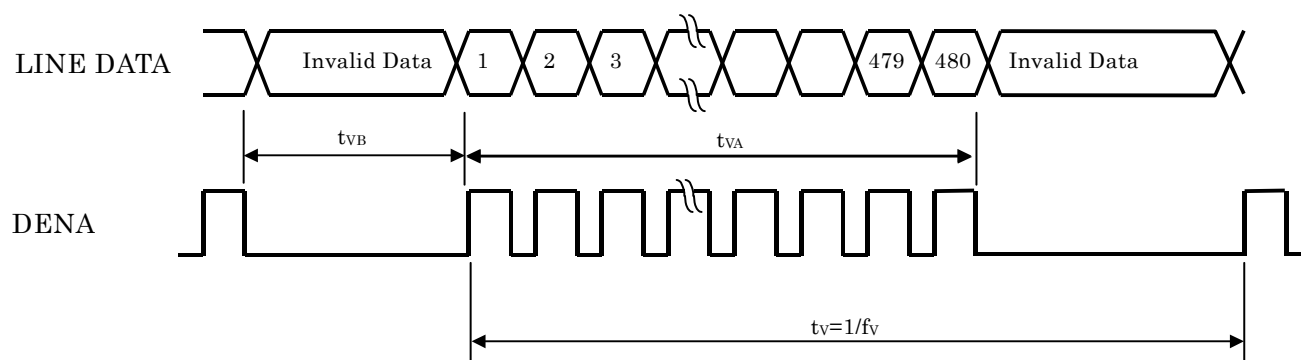 LINE DATA Invalid Data 1 2 3 479 480 Invalid Data
tVB tVA
DENA
tV=1/fV